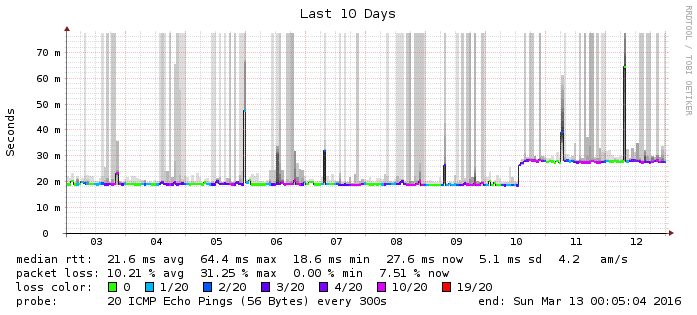 Last 10 Days
RRDTOOL / TOBI OETIKER
Seconds
70 m
60 m
50 m
40 m
30 m
20 m
10 m
0
03 04 05 06 07 08 09 10 11 12
median rtt: 21.6 ms avg 64.4 ms max 18.6 ms min 27.6 ms now 5.1 ms sd 4.2 am/s
packet loss: 10.21 % avg 31.25 % max 0.00 % min 7.51 % now
loss color: 0 1/20 2/20 3/20 4/20 10/20 19/20
probe: 20 ICMP Echo Pings (56 Bytes) every 300s end: Sun Mar 13 00:05:04 2016